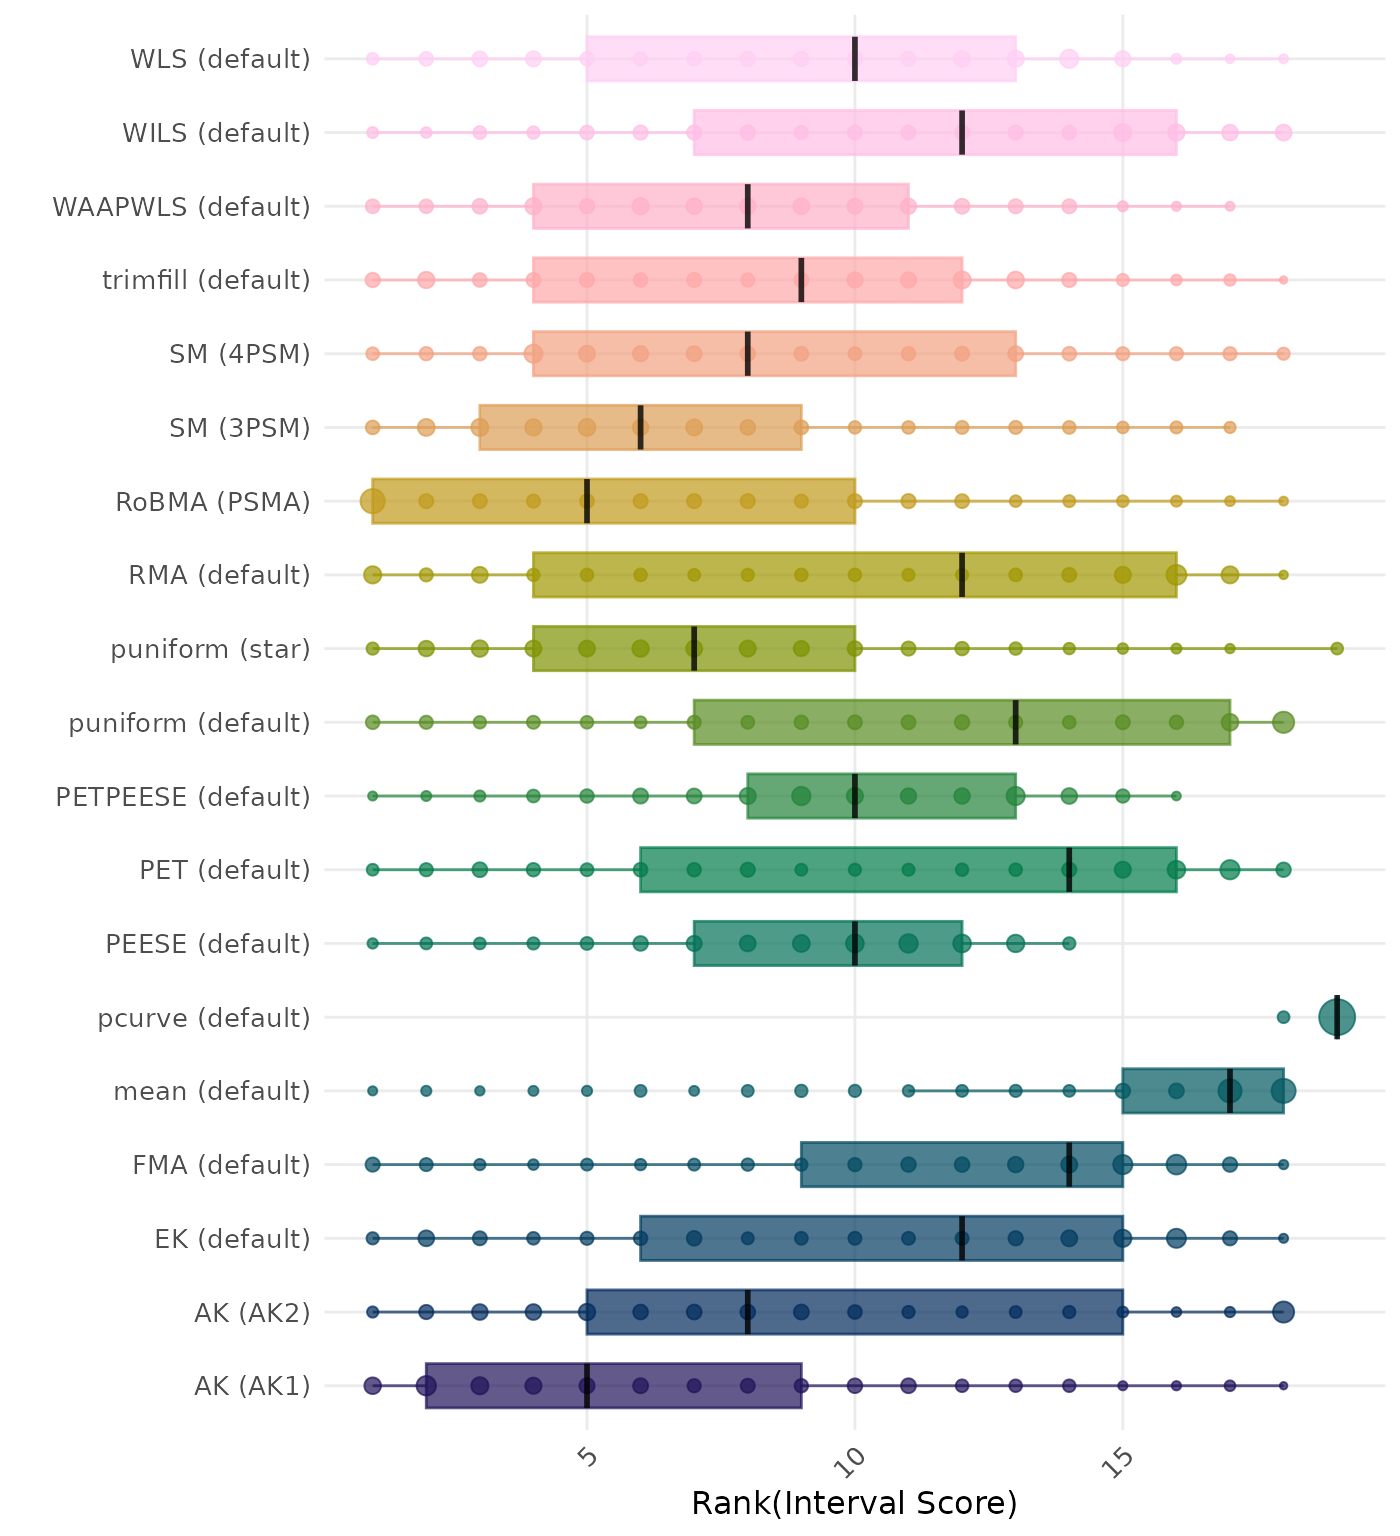 WLS (default)
WILS (default)
WAAPWLS (default)
trimfill (default)
SM (4PSM)
SM (3PSM)
RoBMA (PSMA)
RMA (default)
puniform (star)
puniform (default)
PETPEESE (default)
PET (default)
PEESE (default)
pcurve (default)
mean (default)
FMA (default)
EK (default)
AK (AK2)
AK (AK1)
5
10
15
Rank(Interval Score)